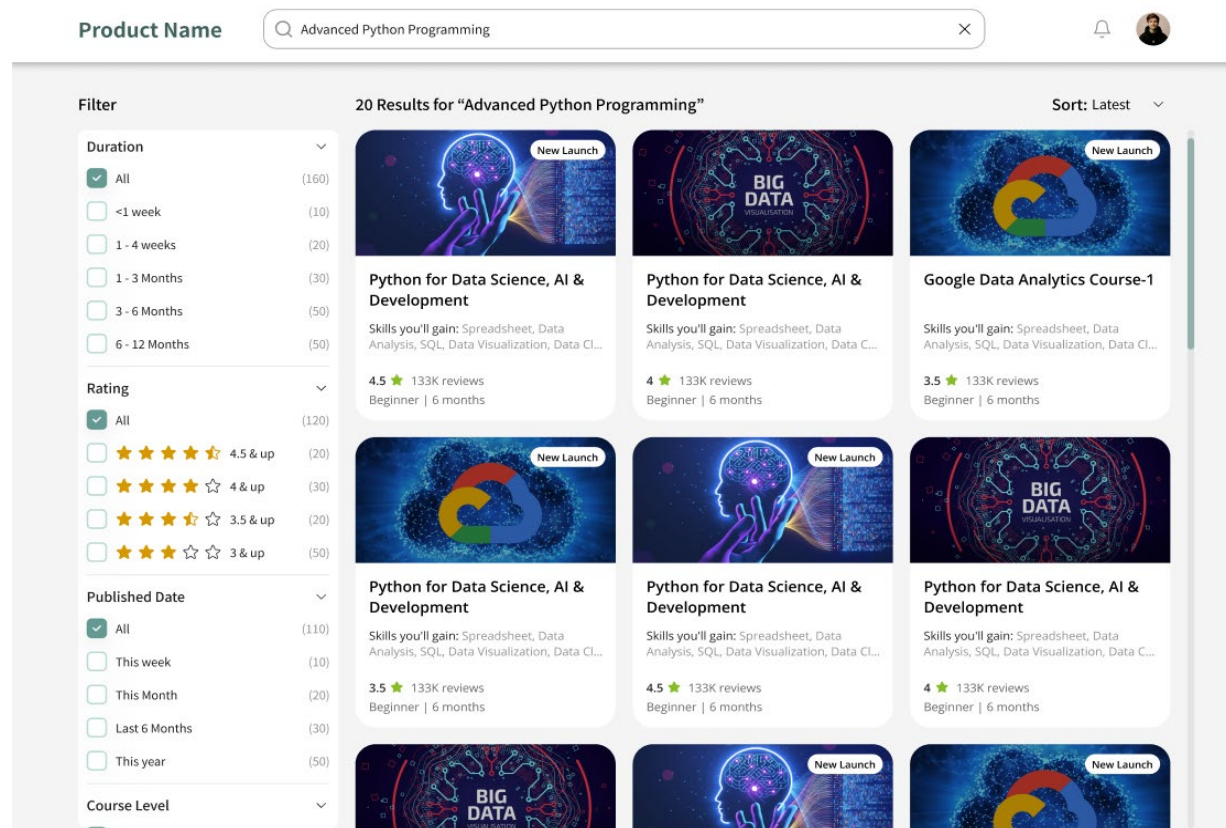 Product Name
Advanced Python Programming
Filter
20 Results for “Advanced Python Programming”
Sort: Latest
Duration
All (160)
<1 week (10)
1 - 4 weeks (20)
1 - 3 Months (30)
3 - 6 Months (50)
6 - 12 Months (50)
Rating
All (120)
4.5 & up (20)
4 & up (30)
3.5 & up (20)
3 & up (50)
Published Date
All (110)
This week (10)
This Month (20)
Last 6 Months (30)
This year (50)
Course Level
New Launch
Python for Data Science, AI &
Development
Skills you'll gain: Spreadsheet, Data
Analysis, SQL, Data Visualization, Data Cl...
4.5 133K reviews
Beginner | 6 months
BIG
DATA
VISUALISATION
Python for Data Science, AI &
Development
Skills you'll gain: Spreadsheet, Data
Analysis, SQL, Data Visualization, Data C...
4 133K reviews
Beginner | 6 months
New Launch
Google Data Analytics Course-1
Skills you'll gain: Spreadsheet, Data
Analysis, SQL, Data Visualization, Data Cl...
3.5 133K reviews
Beginner | 6 months
New Launch
Python for Data Science, AI &
Development
Skills you'll gain: Spreadsheet, Data
Analysis, SQL, Data Visualization, Data Cl...
3.5 133K reviews
Beginner | 6 months
New Launch
Python for Data Science, AI &
Development
Skills you'll gain: Spreadsheet, Data
Analysis, SQL, Data Visualization, Data Cl...
4.5 133K reviews
Beginner | 6 months
BIG
DATA
VISUALISATION
Python for Data Science, AI &
Development
Skills you'll gain: Spreadsheet, Data
Analysis, SQL, Data Visualization, Data C...
4 133K reviews
Beginner | 6 months
BIG
DATA
VISUALISATION
New Launch
New Launch